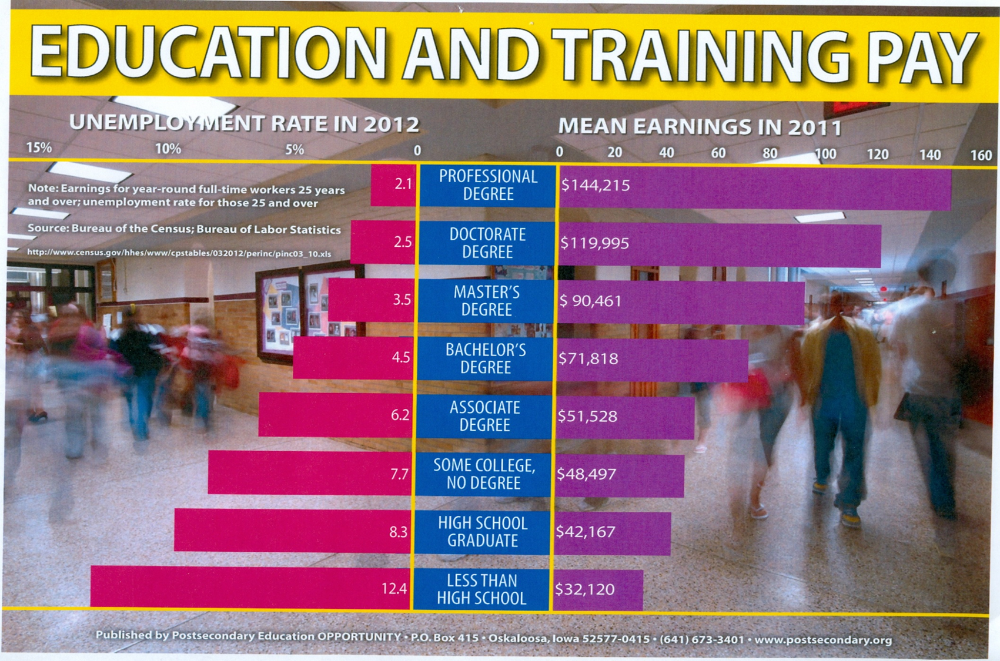 EDUCATION AND TRAINING PAY
UNEMPLOYMENT RATE IN 2012
MEAN EARNINGS IN 2011
15% 10% 5% 0
0 20 40 60 80 100 120 140 160
Note: Earnings for year-round full-time workers 25 years
and over; unemployment rate for those 25 and over
Source: Bureau of the Census; Bureau of Labor Statistics
http://www.census.gov/hhes/www/cpstables/032012/perinc/pinc03_10.xls
2.1
PROFESSIONAL
DEGREE
$144,215
2.5
DOCTORATE
DEGREE
$119,995
3.5
MASTER'S
DEGREE
$ 90,461
4.5
BACHELOR'S
DEGREE
$71,818
6.2
ASSOCIATE
DEGREE
$51,528
7.7
SOME COLLEGE,
NO DEGREE
$48,497
8.3
HIGH SCHOOL
GRADUATE
$42,167
12.4
LESS THAN
HIGH SCHOOL
$32,120
Published by Postsecondary Education OPPORTUNITY • P.O. Box 415 • Oskaloosa, Iowa 52577-0415 • (641) 673-3401 • www.postsecondary.org